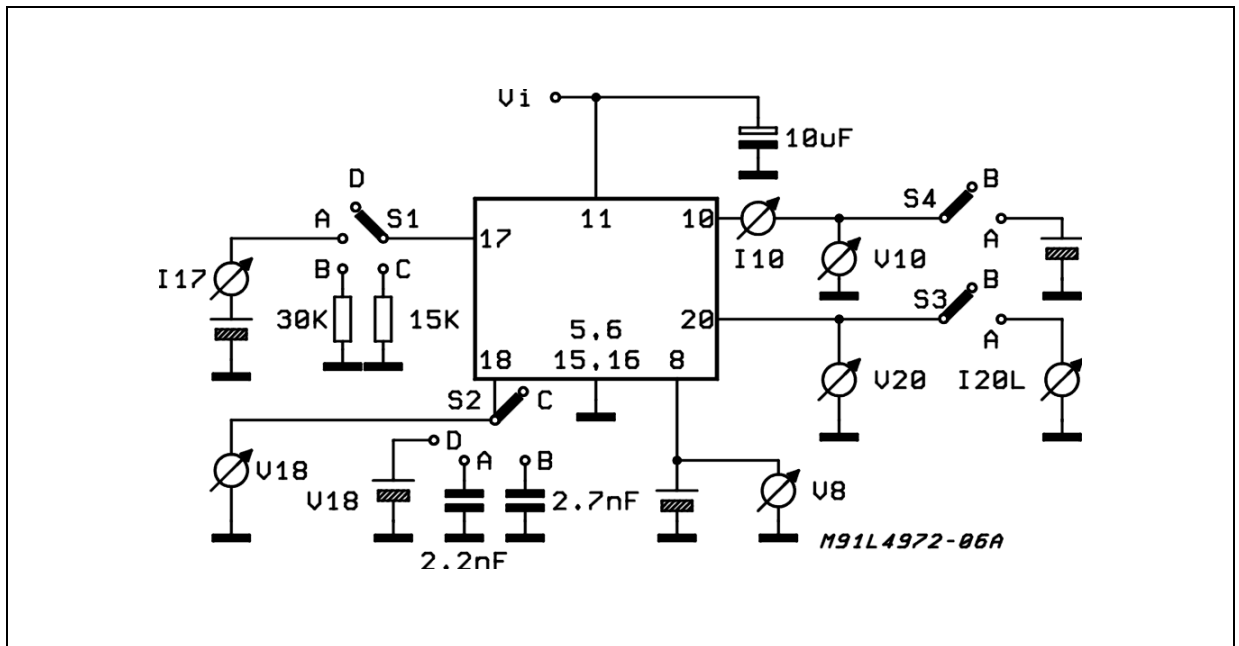 Vi
10uF
D
B
A
S1
S4
11
10
17
A
I17
B
C
I10
V10
S3
B
30K
15K
20
5,6
A
18
15,16
8
V20
I20L
S2
C
D
V18
A
B
V18
2.7nF
V8
M91L4972-06A
2.2nF